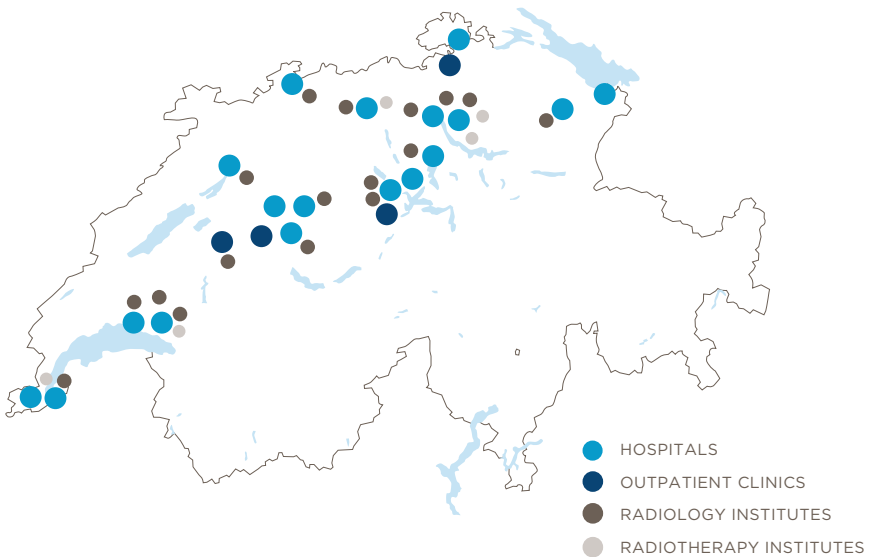 HOSPITALS
OUTPATIENT CLINICS
RADIOLOGY INSTITUTES
RADIOTHERAPY INSTITUTES